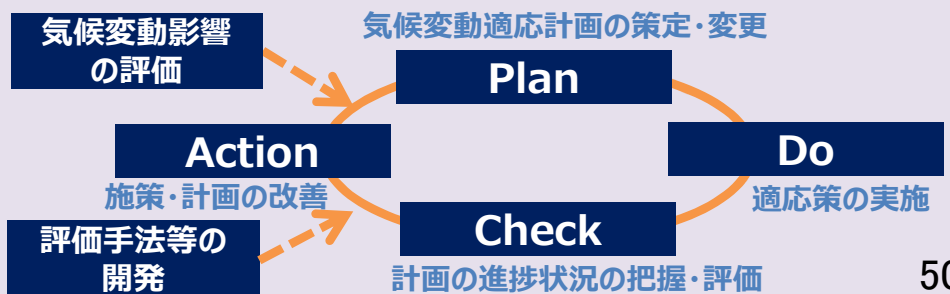 気候変動影響
の評価
気候変動適応計画の策定・変更
Plan
Action
施策・計画の改善
Do
適応策の実施
評価手法等の
開発
Check
計画の進捗状況の把握・評価
50